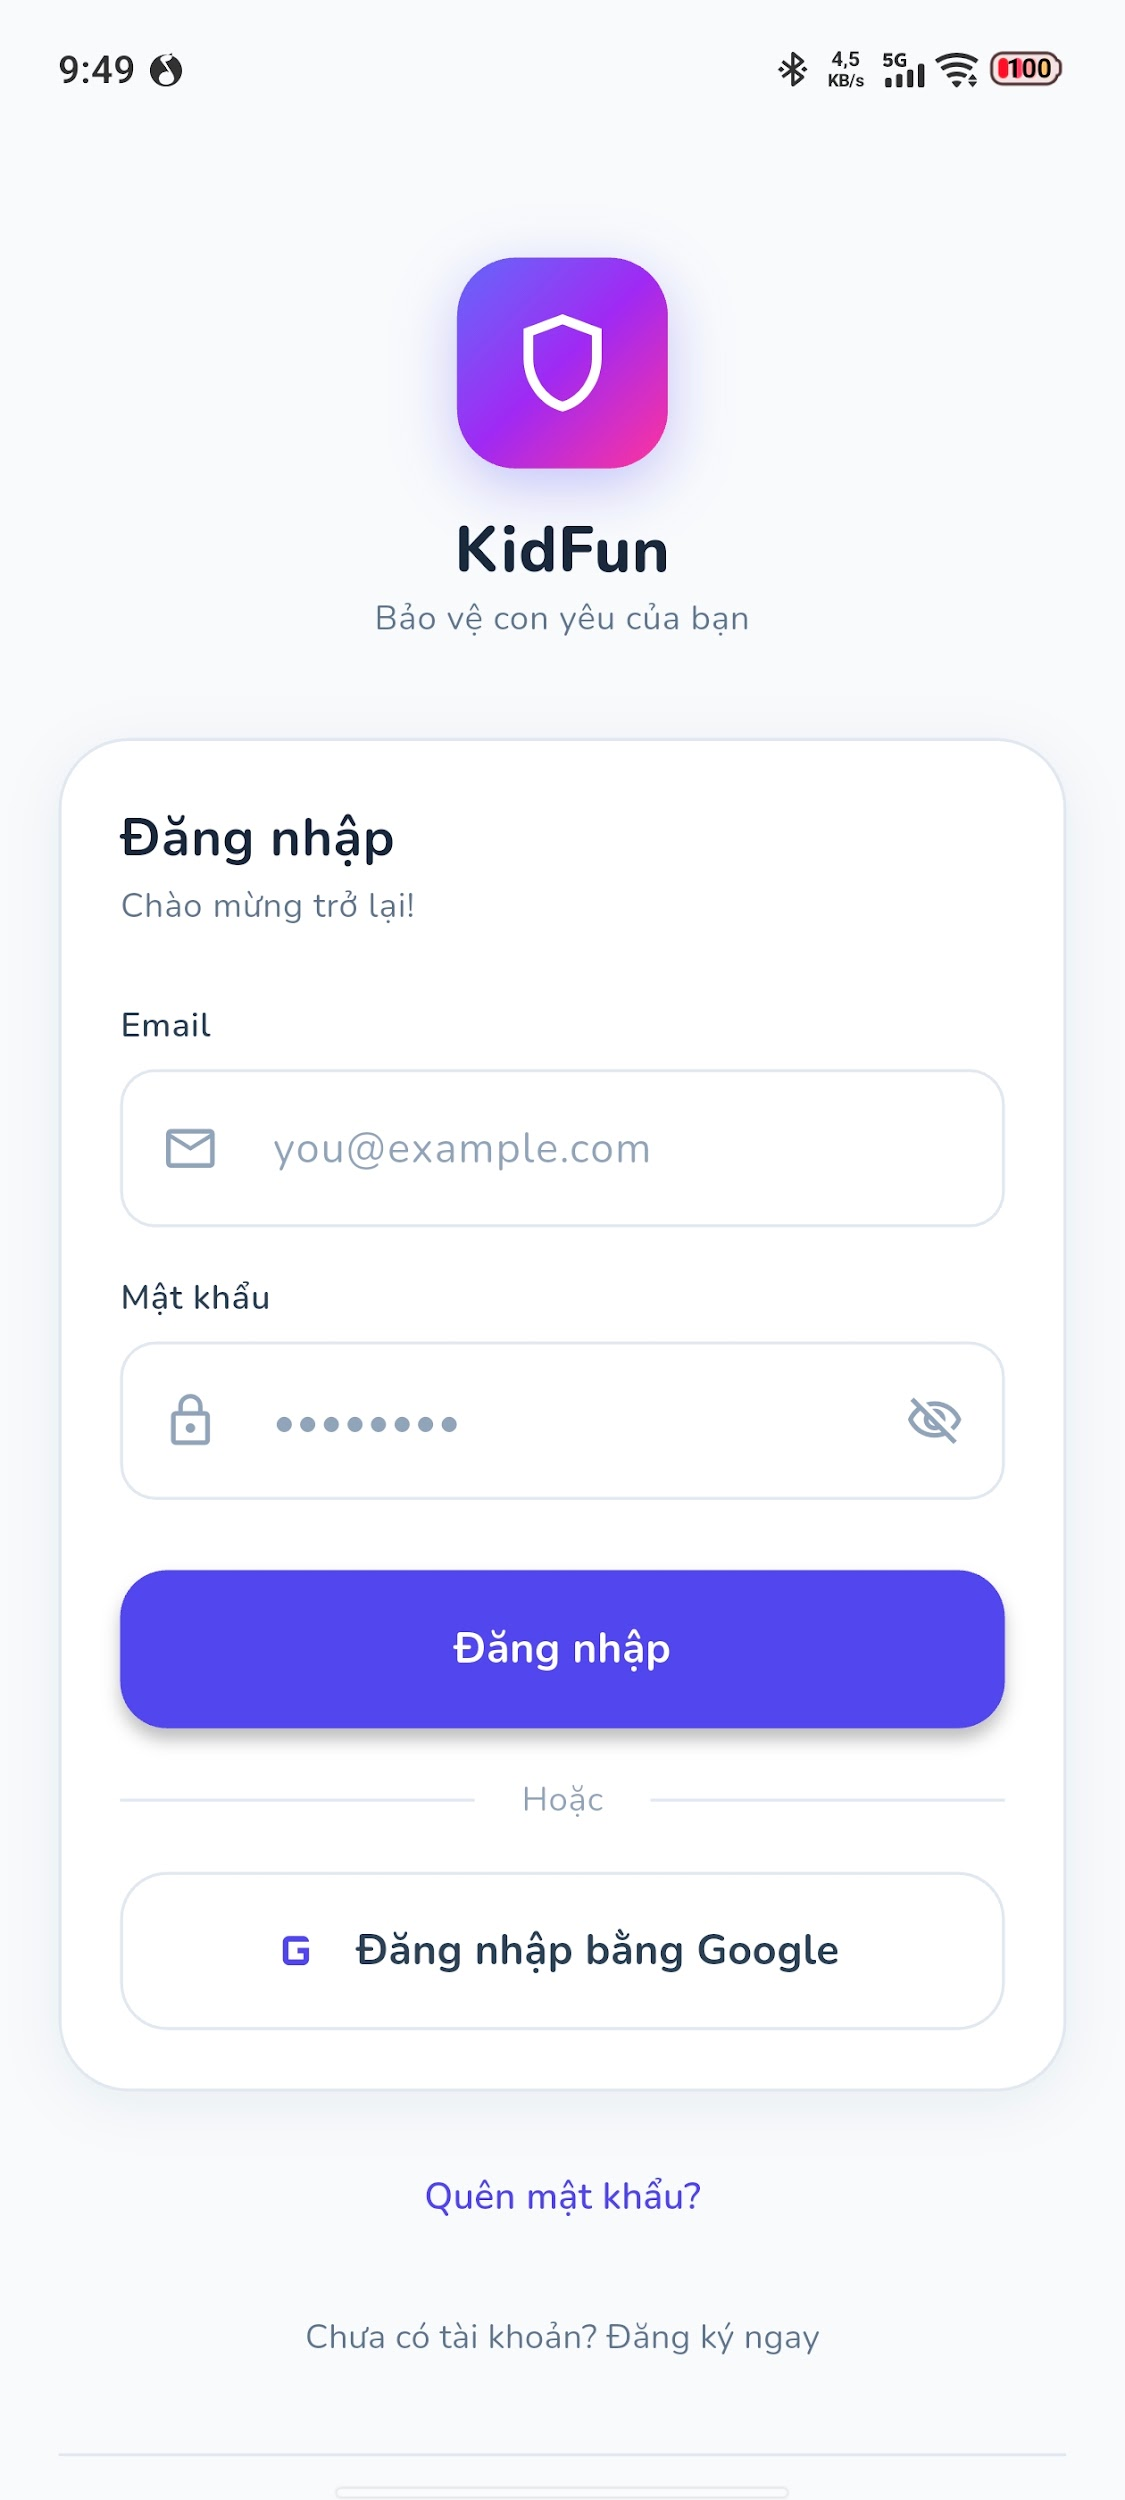 9:49
4,5
KB/s
5G
100
KidFun
Bảo vệ con yêu của bạn
Đăng nhập
Chào mừng trở lại!
Email
you@example.com
Mật khẩu
Đăng nhập
Hoặc
G Đăng nhập bằng Google
Quên mật khẩu?
Chưa có tài khoản? Đăng ký ngay